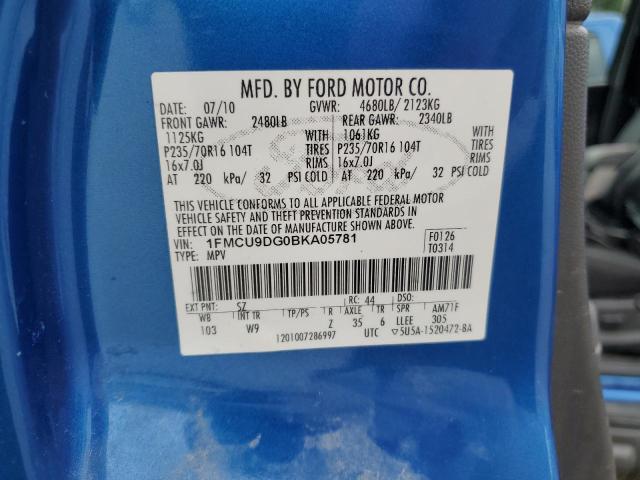 MFD. BY FORD MOTOR CO.
DATE: 07/10 GVWR: 4680LB/ 2123KG
FRONT GAWR: 2480LB REAR GAWR: 2340LB
1125KG WITH 1061KG WITH
P235/70R16 104T TIRES P235/70R16 104T TIRES
16x7.0J RIMS 16x7.0J RIMS
AT 220 kPa/ 32 PSI COLD AT 220 kPa/ 32 PSI COLD
THIS VEHICLE CONFORMS TO ALL APPLICABLE FEDERAL MOTOR
VEHICLE SAFETY AND THEFT PREVENTION STANDARDS IN
EFFECT ON THE DATE OF MANUFACTURE SHOWN ABOVE.
VIN: 1FMCU9DG0BKA05781 F0126
TYPE: MPV T0314
EXT PNT: SZ RC: 44 DSO:
WB INT TR TP/PS R AXLE TR SPR AM71F
103 W9 Z 35 6 LLEE 305
1201007286997 UTC ▽5U5A-1520472-BA